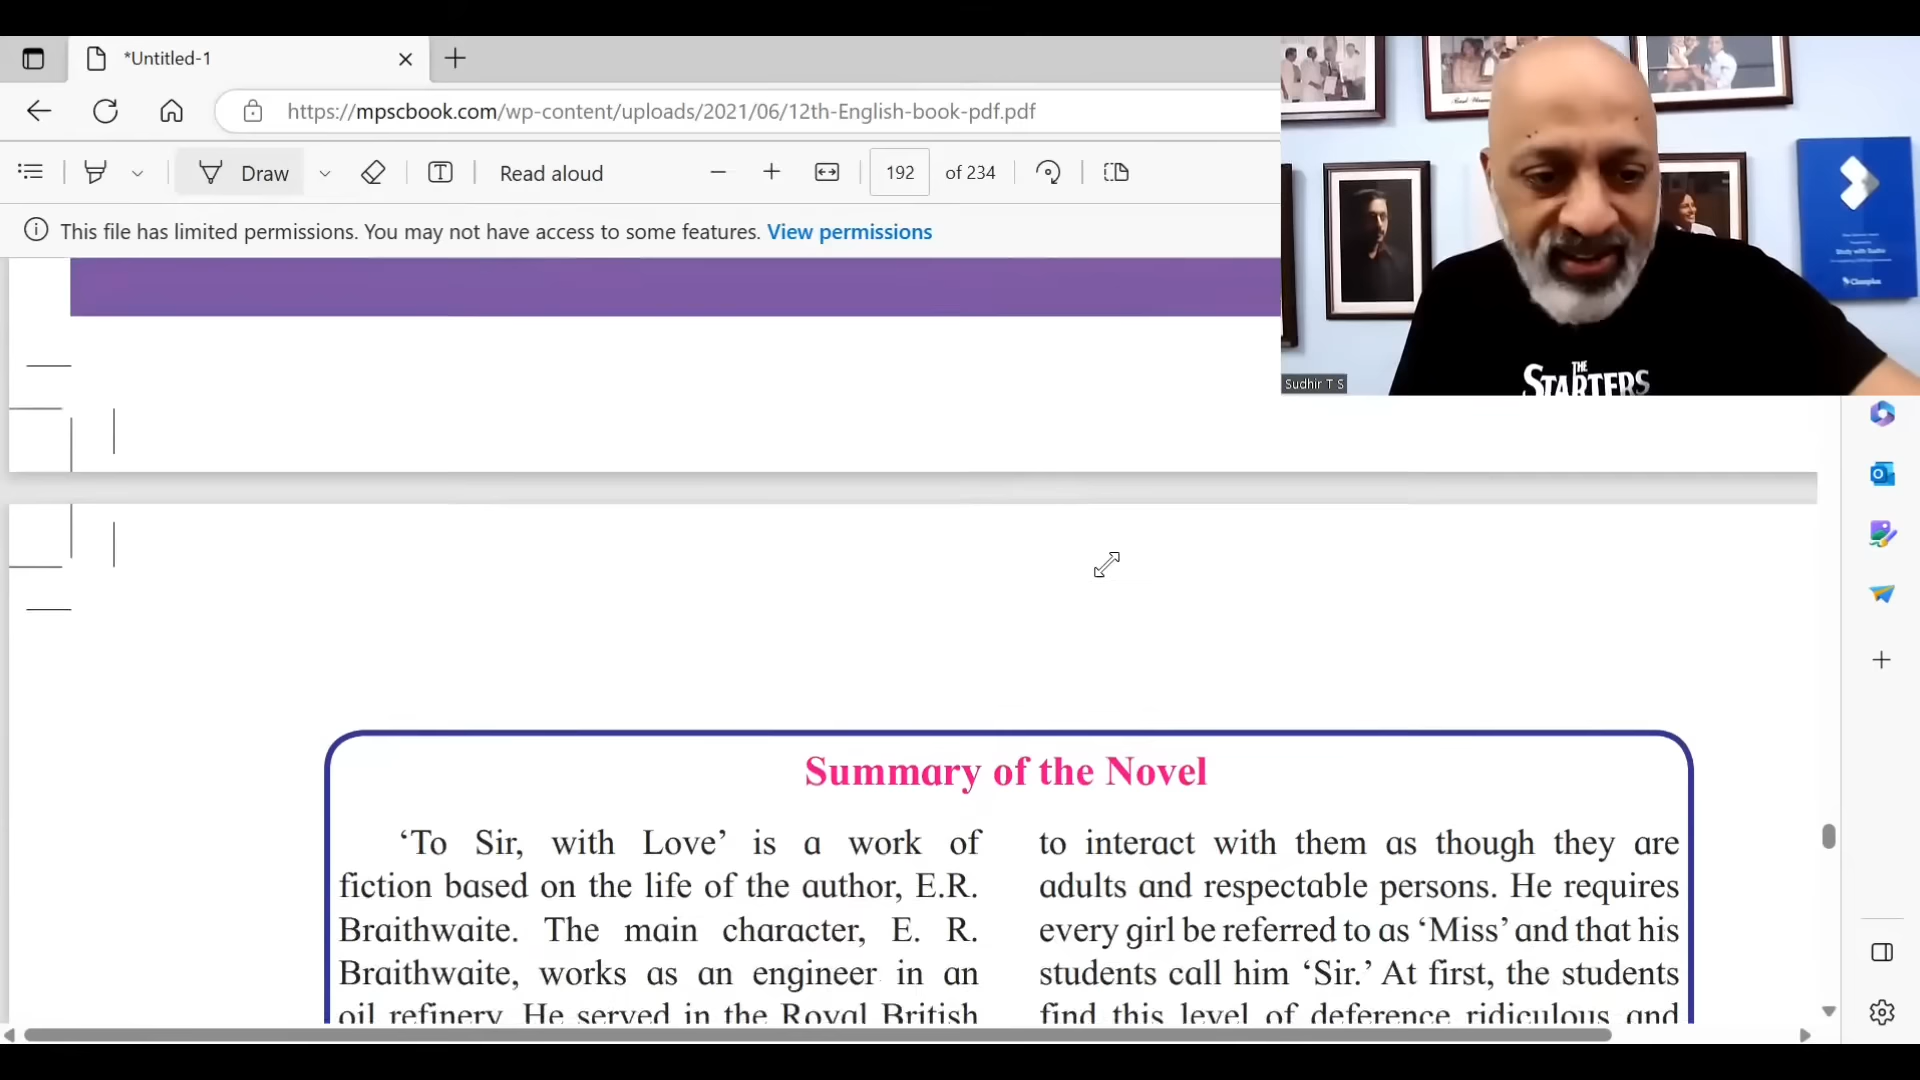 *Untitled-1
https://mpscbook.com/wp-content/uploads/2021/06/12th-English-book-pdf.pdf
Draw
Read aloud
192
of 234
This file has limited permissions. You may not have access to some features. View permissions
THE
STARTERS
Sudhir T S
Summary of the Novel
‘To Sir, with Love’ is a work of
fiction based on the life of the author, E.R.
Braithwaite. The main character, E. R.
Braithwaite, works as an engineer in an
oil refinery. He served in the Royal British
to interact with them as though they are
adults and respectable persons. He requires
every girl be referred to as ‘Miss’ and that his
students call him ‘Sir.’ At first, the students
find this level of deference ridiculous and